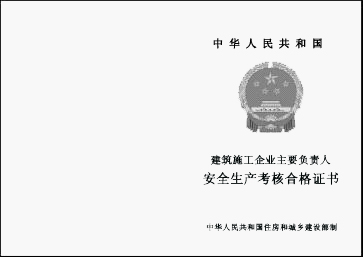 中华人民共和国
建筑施工企业主要负责人
安全生产考核合格证书
中华人民共和国住房和城乡建设部制